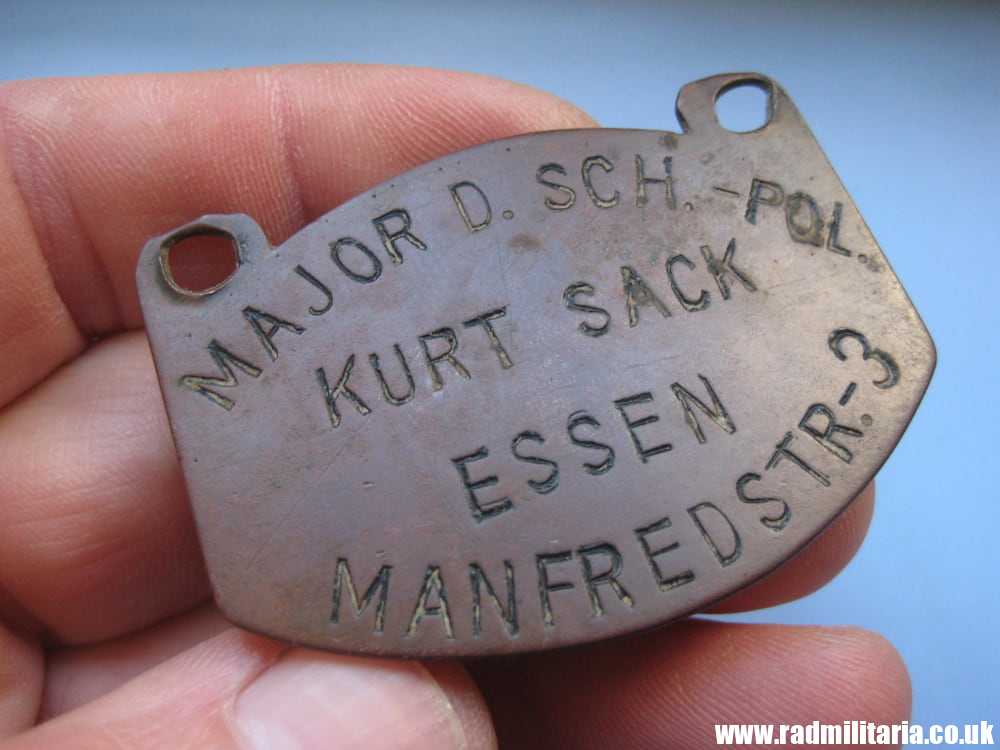 MAJOR D. SCH.-POL.
KURT SACK
ESSEN
MANFREDSTR.-3
www.radmilitaria.co.uk